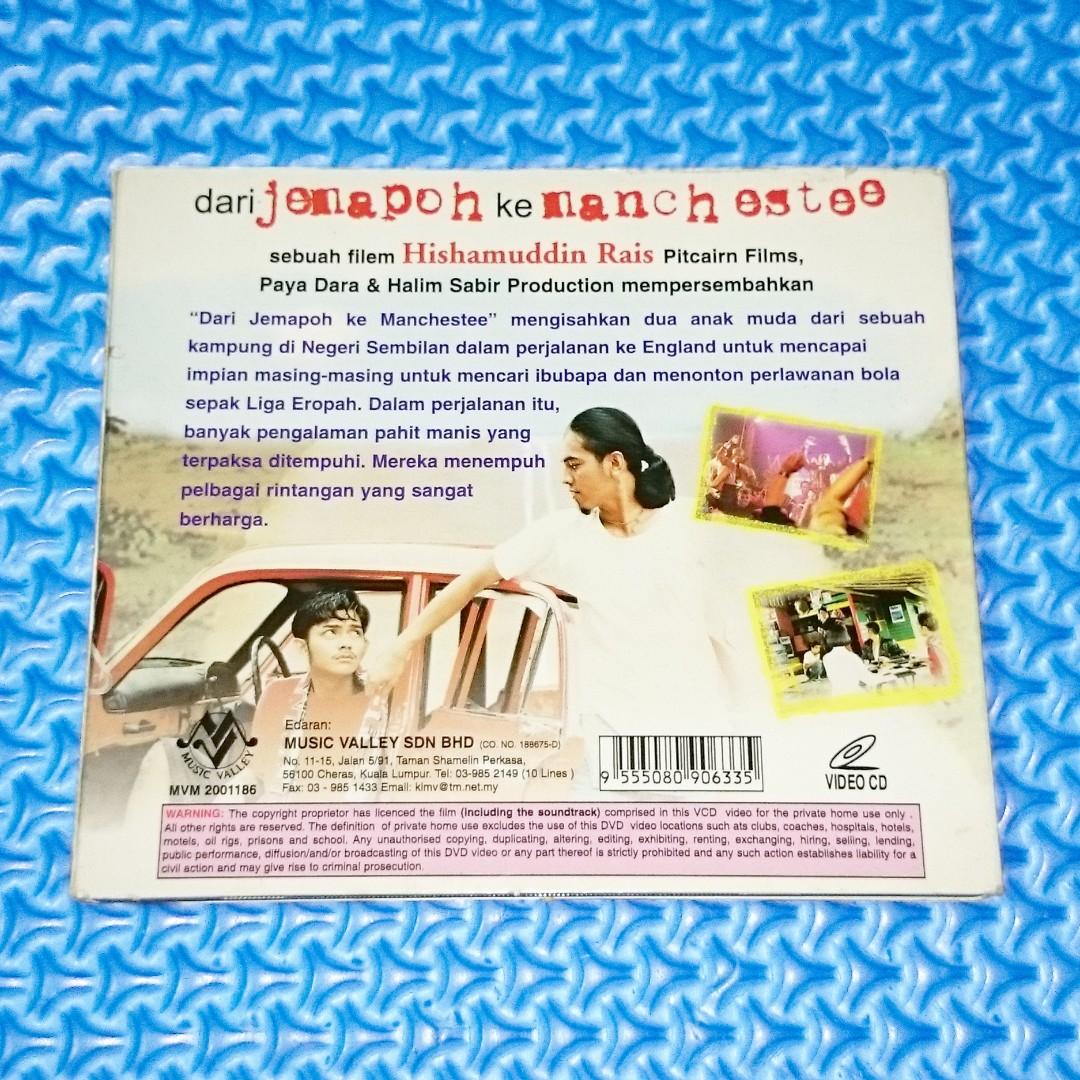 dari jemapoh ke manchestee
sebuah filem Hishamuddin Rais Pitcairn Films,
Paya Dara & Halim Sabir Production mempersembahkan
“Dari Jemapoh ke Manchestee” mengisahkan dua anak muda dari sebuah
kampung di Negeri Sembilan dalam perjalanan ke England untuk mencapai
impian masing-masing untuk mencari ibubapa dan menonton perlawanan bola
sepak Liga Eropah. Dalam perjalanan itu,
banyak pengalaman pahit manis yang
terpaksa ditempuhi. Mereka menempuh
pelbagai rintangan yang sangat
berharga.
MUSIC VALLEY
MVM 2001186
Edaran:
MUSIC VALLEY SDN BHD (CO. NO. 188675-D)
No. 11-15, Jalan 5/91, Taman Shamelin Perkasa,
56100 Cheras, Kuala Lumpur. Tel: 03-985 2149 (10 Lines )
Fax: 03 - 985 1433 Email: klmv@tm.net.my
9 555080 906335
VIDEO CD
WARNING: The copyright proprietor has licenced the film (including the soundtrack) comprised in this VCD video for the private home use only .
All other rights are reserved. The definition of private home use excludes the use of this DVD video locations such ats clubs, coaches, hospitals, hotels,
motels, oil rigs, prisons and school. Any unauthorised copying, duplicating, altering, editing, exhibiting, renting, exchanging, hiring, seliing, lending,
public performance, diffusion/and/or broadcasting of this DVD video or any part thereof is strictly prohibited and any such action establishes liability for a
civil action and may give rise to criminal prosecution.